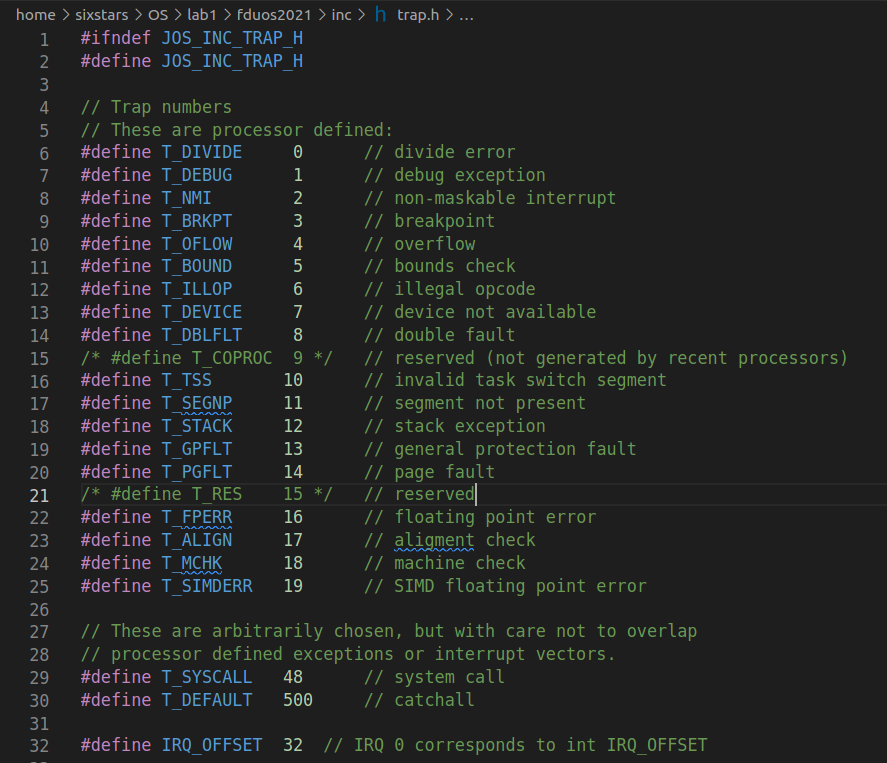 home > sixstars > OS > lab1 > fduos2021 > inc > h trap.h > ...
1 #ifndef JOS_INC_TRAP_H
2 #define JOS_INC_TRAP_H
3
4 // Trap numbers
5 // These are processor defined:
6 #define T_DIVIDE     0      // divide error
7 #define T_DEBUG      1      // debug exception
8 #define T_NMI        2      // non-maskable interrupt
9 #define T_BRKPT      3      // breakpoint
10 #define T_OFLOW      4      // overflow
11 #define T_BOUND      5      // bounds check
12 #define T_ILLOP      6      // illegal opcode
13 #define T_DEVICE     7      // device not available
14 #define T_DBLFLT     8      // double fault
15 /* #define T_COPROC  9 */   // reserved (not generated by recent processors)
16 #define T_TSS       10      // invalid task switch segment
17 #define T_SEGNP     11      // segment not present
18 #define T_STACK     12      // stack exception
19 #define T_GPFLT     13      // general protection fault
20 #define T_PGFLT     14      // page fault
21 /* #define T_RES    15 */   // reserved
22 #define T_FPERR     16      // floating point error
23 #define T_ALIGN     17      // aligment check
24 #define T_MCHK      18      // machine check
25 #define T_SIMDERR   19      // SIMD floating point error
26
27 // These are arbitrarily chosen, but with care not to overlap
28 // processor defined exceptions or interrupt vectors.
29 #define T_SYSCALL   48      // system call
30 #define T_DEFAULT   500     // catchall
31
32 #define IRQ_OFFSET  32  // IRQ 0 corresponds to int IRQ_OFFSET